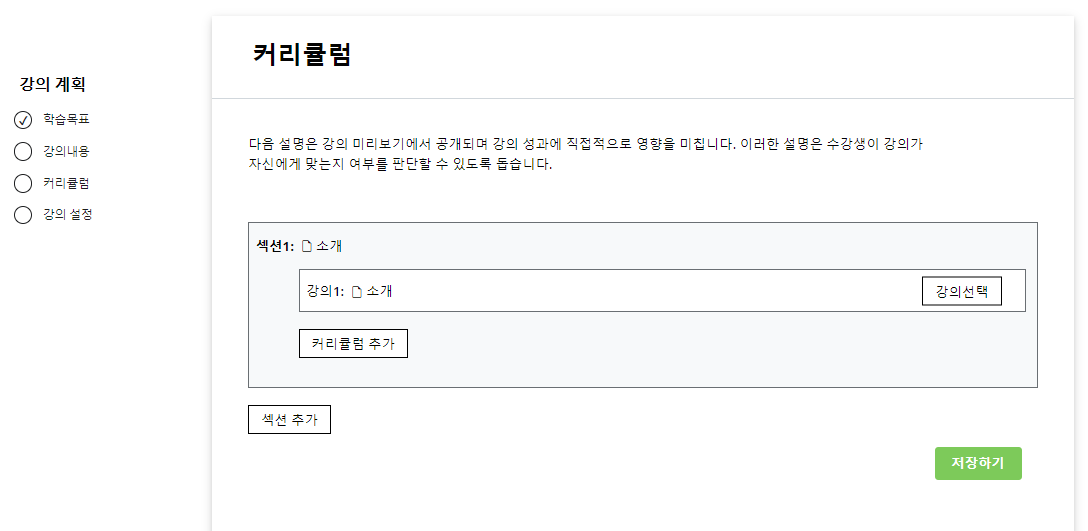 커리큘럼
강의 계획
학습목표
강의내용
커리큘럼
강의 설정
다음 설명은 강의 미리보기에서 공개되며 강의 성과에 직접적으로 영향을 미칩니다. 이러한 설명은 수강생이 강의가
자신에게 맞는지 여부를 판단할 수 있도록 돕습니다.
섹션1: 소개
강의1: 소개 강의선택
커리큘럼 추가
섹션 추가
저장하기